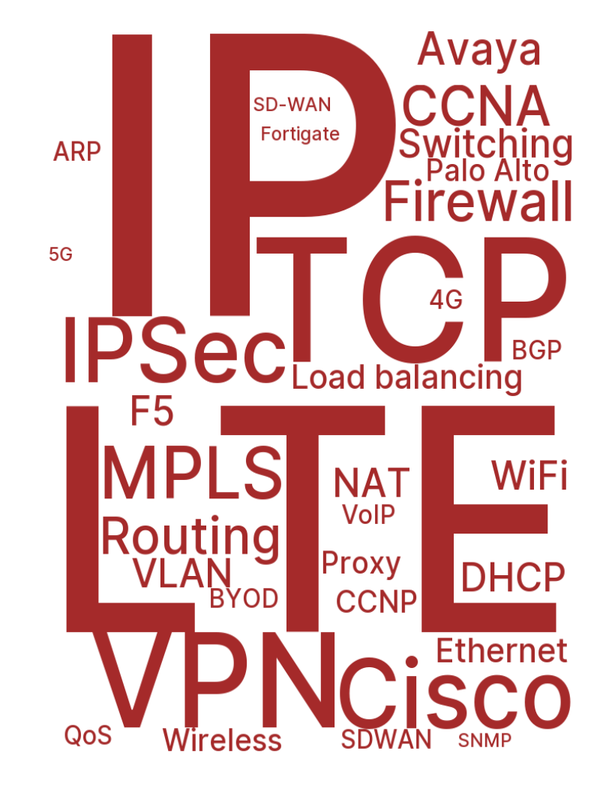 IP
Avaya
SD-WAN
CCNA
Fortigate
Switching
ARP
Palo Alto
Firewall
5G
TCP
4G
IPSec
BGP
Load balancing
F5
LTE
MPLS
NAT
WiFi
VoIP
Routing
Proxy
VLAN
DHCP
BYOD
CCNP
VPN
Ethernet
Cisco
QoS
Wireless
SDWAN
SNMP